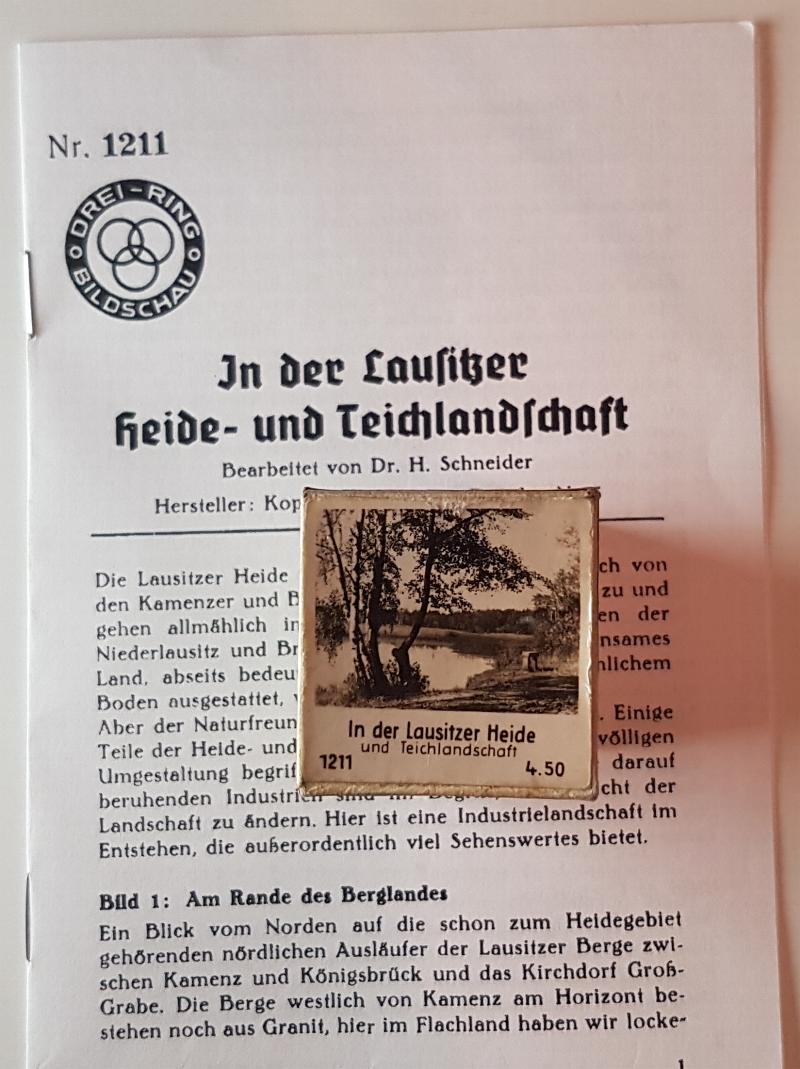 Nr. 1211
DREI-RING
BILDSCHAU
In der Lausitzer
Heide- und Teichlandschaft
Bearbeitet von Dr. H. Schneider
Hersteller: Kop
Die Lausitzer Heide
ch von
den Kamenzer und B
zu und
gehen allmählich in
en der
Niederlausitz und Br
nsames
Land, abseits bedeu
nlichem
Boden ausgestattet,
Aber der Naturfreun
. Einige
Teile der Heide- und
völligen
Umgestaltung begrif
darauf
beruhenden Industrien sind im
cht der
Landschaft zu ändern. Hier ist eine Industrielandschaft im
Entstehen, die außerordentlich viel Sehenswertes bietet.
In der Lausitzer Heide
und Teichlandschaft
1211
4.50
Bild 1: Am Rande des Berglandes
Ein Blick vom Norden auf die schon zum Heidegebiet
gehörenden nördlichen Ausläufer der Lausitzer Berge zwi-
schen Kamenz und Königsbrück und das Kirchdorf Groß-
Grabe. Die Berge westlich von Kamenz am Horizont be-
stehen noch aus Granit, hier im Flachland haben wir locke-
1